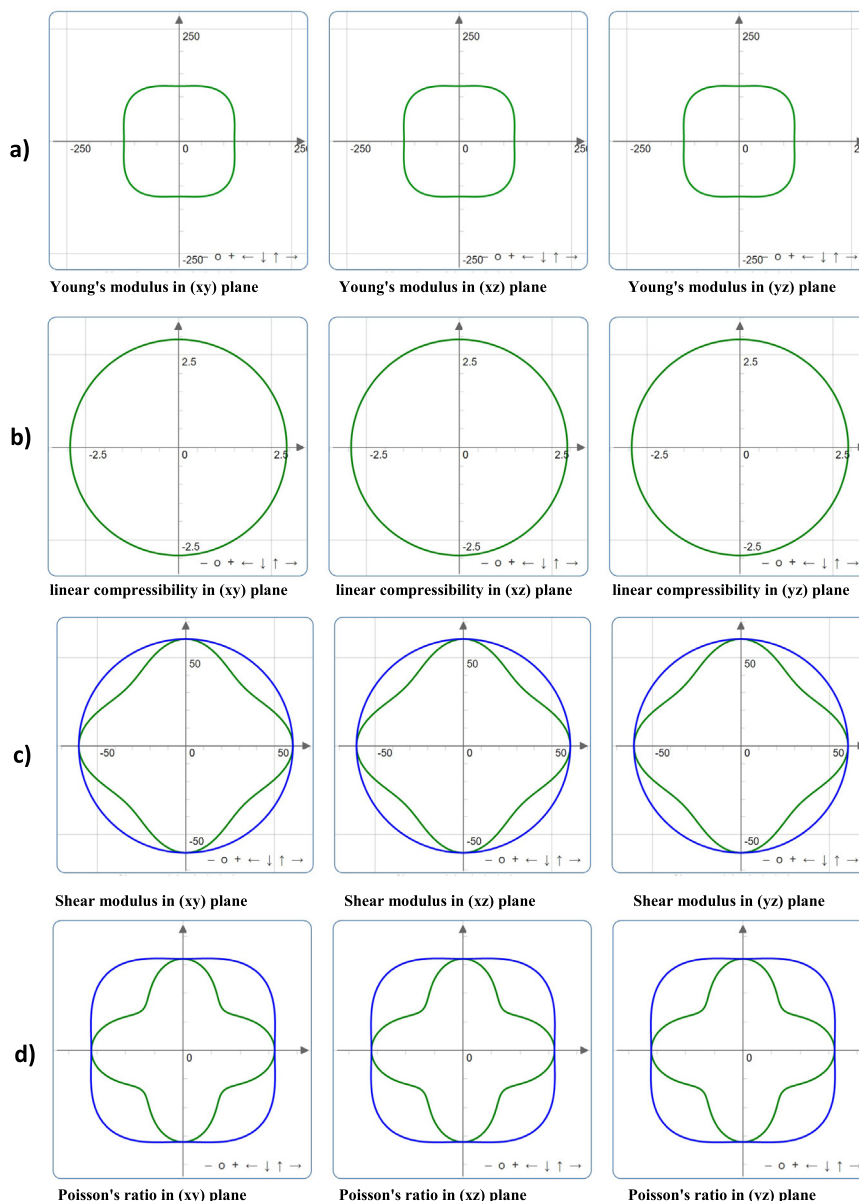 a)
250
-250
0
250
-250
– o + ← ↓ ↑ →
250
-250
0
250
-250
– o + ← ↓ ↑ →
250
-250
0
2
-250
– o + ← ↓ ↑ →
Young's modulus in (xy) plane
Young's modulus in (xz) plane
Young's modulus in (yz) plane
b)
2.5
-2.5
0
2.5
-2.5
– o + ← ↓ ↑ →
2.5
-2.5
0
2.5
-2.5
– o + ← ↓ ↑ →
2.5
-2.5
0
2.5
-2.5
– o + ← ↓ ↑ →
linear compressibility in (xy) plane
linear compressibility in (xz) plane
linear compressibility in (yz) plane
c)
50
-50
0
50
-50
– o + ← ↓ ↑ →
50
-50
0
50
-50
– o + ← ↓ ↑ →
50
-50
0
50
-50
– o + ← ↓ ↑ →
Shear modulus in (xy) plane
Shear modulus in (xz) plane
Shear modulus in (yz) plane
d)
0
– o + ← ↓ ↑ →
0
– o + ← ↓ ↑ →
0
– o + ← ↓ ↑ →
Poisson's ratio in (xy) plane
Poisson's ratio in (xz) plane
Poisson's ratio in (yz) plane